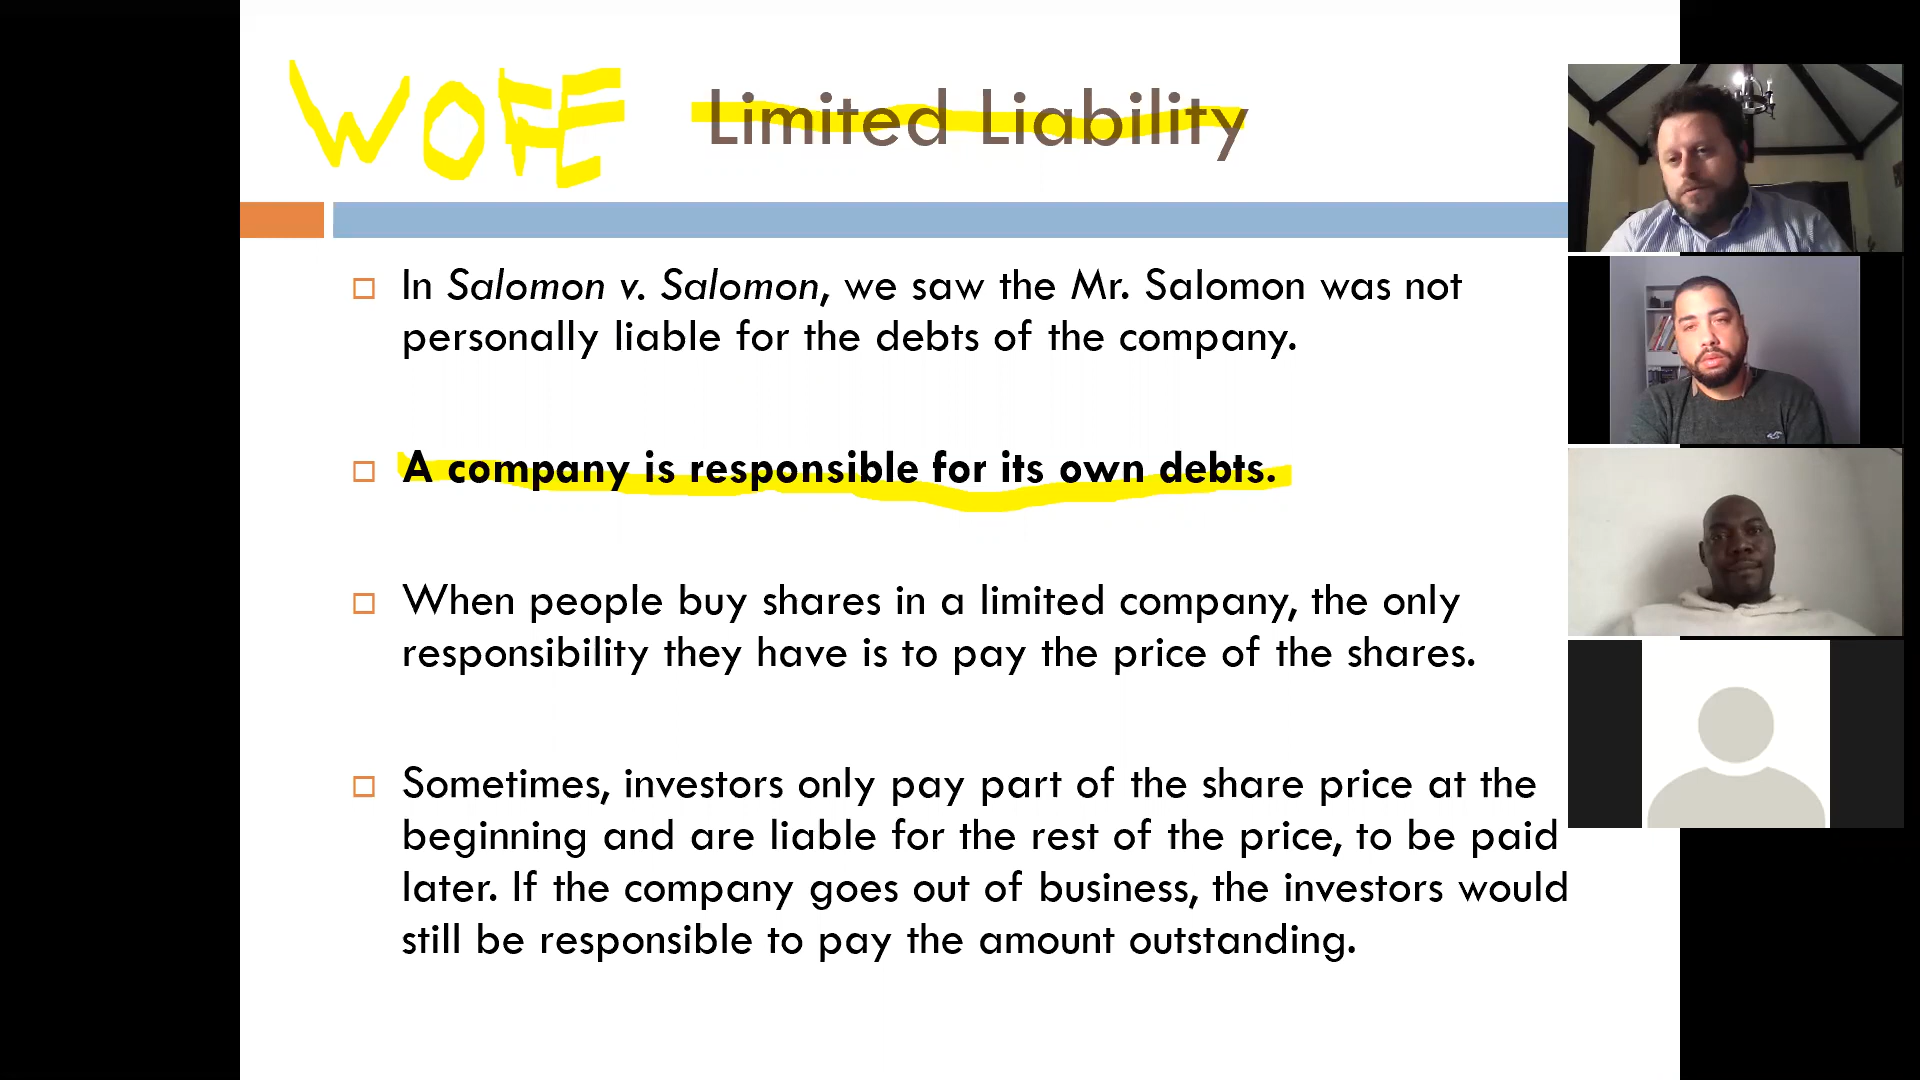 WOFE
Limited Liability
In Salomon v. Salomon, we saw the Mr. Salomon was not
personally liable for the debts of the company.
A company is responsible for its own debts.
When people buy shares in a limited company, the only
responsibility they have is to pay the price of the shares.
Sometimes, investors only pay part of the share price at the
beginning and are liable for the rest of the price, to be paid
later. If the company goes out of business, the investors would
still be responsible to pay the amount outstanding.